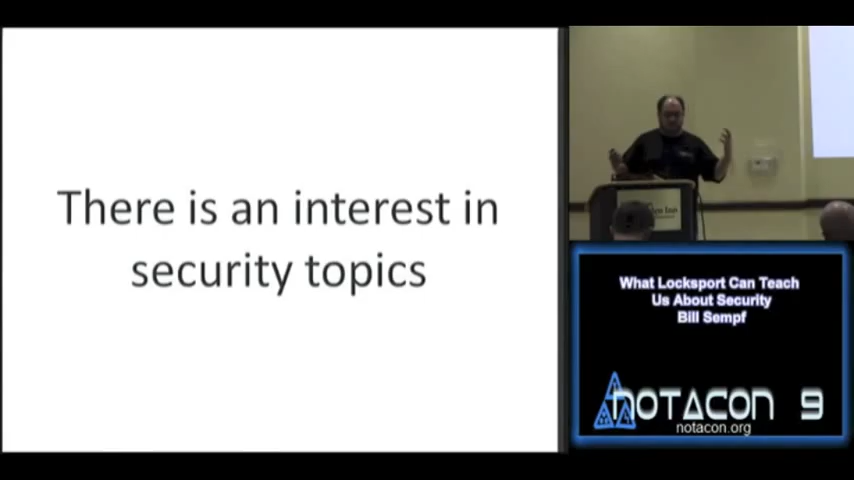 There is an interest in
security topics
What Locksport Can Teach
Us About Security
Bill Sempf
NOTACON 9
notacon.org